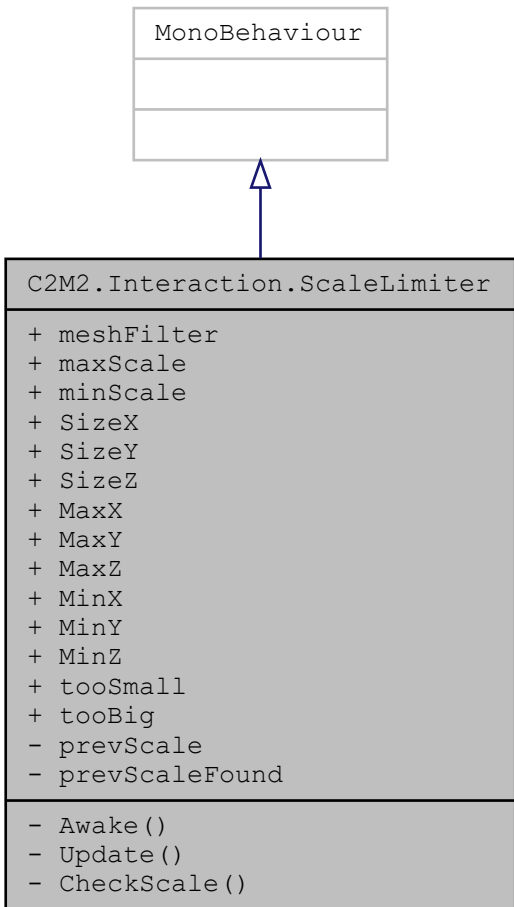 MonoBehaviour
C2M2.Interaction.ScaleLimiter
+ meshFilter
+ maxScale
+ minScale
+ SizeX
+ SizeY
+ SizeZ
+ MaxX
+ MaxY
+ MaxZ
+ MinX
+ MinY
+ MinZ
+ tooSmall
+ tooBig
- prevScale
- prevScaleFound
- Awake()
- Update()
- CheckScale()